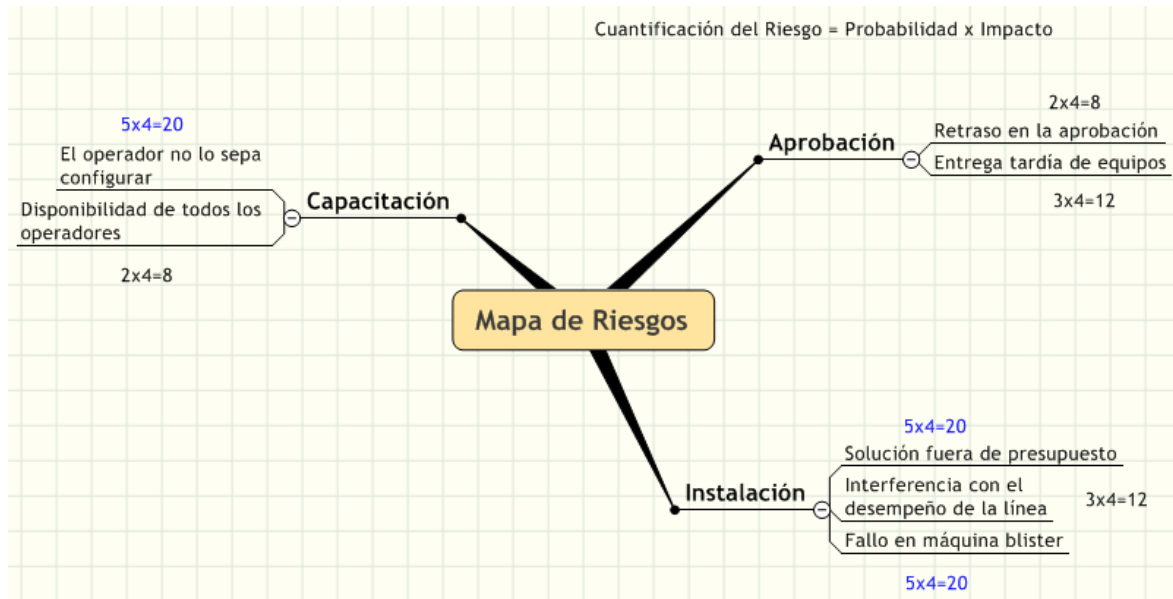 Cuantificación del Riesgo = Probabilidad x Impacto
5x4=20
El operador no lo sepa
configurar
Disponibilidad de todos los
operadores
2x4=8
Capacitación
2x4=8
Aprobación
Retraso en la aprobación
Entrega tardía de equipos
3x4=12
Mapa de Riesgos
5x4=20
Instalación
Solución fuera de presupuesto
Interferencia con el
desempeño de la línea
3x4=12
Fallo en máquina blister
5x4=20